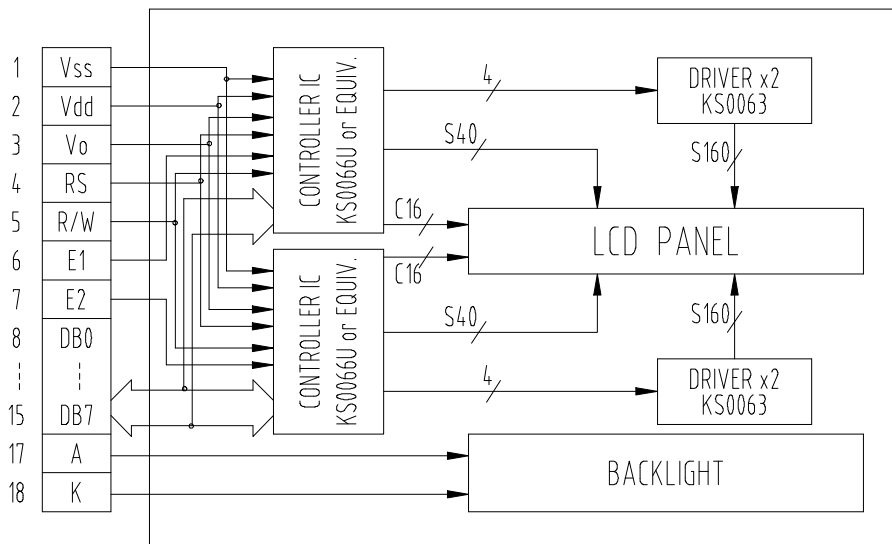 1 Vss
2 Vdd
3 Vo
4 RS
5 R/W
6 E1
7 E2
8 DB0
15 DB7
17 A
18 K
CONTROLLER IC
KS0066U or EQUIV.
CONTROLLER IC
KS0066U or EQUIV.
4
S40
C16
C16
S40
4
DRIVER x2
KS0063
S160
LCD PANEL
S160
DRIVER x2
KS0063
BACKLIGHT